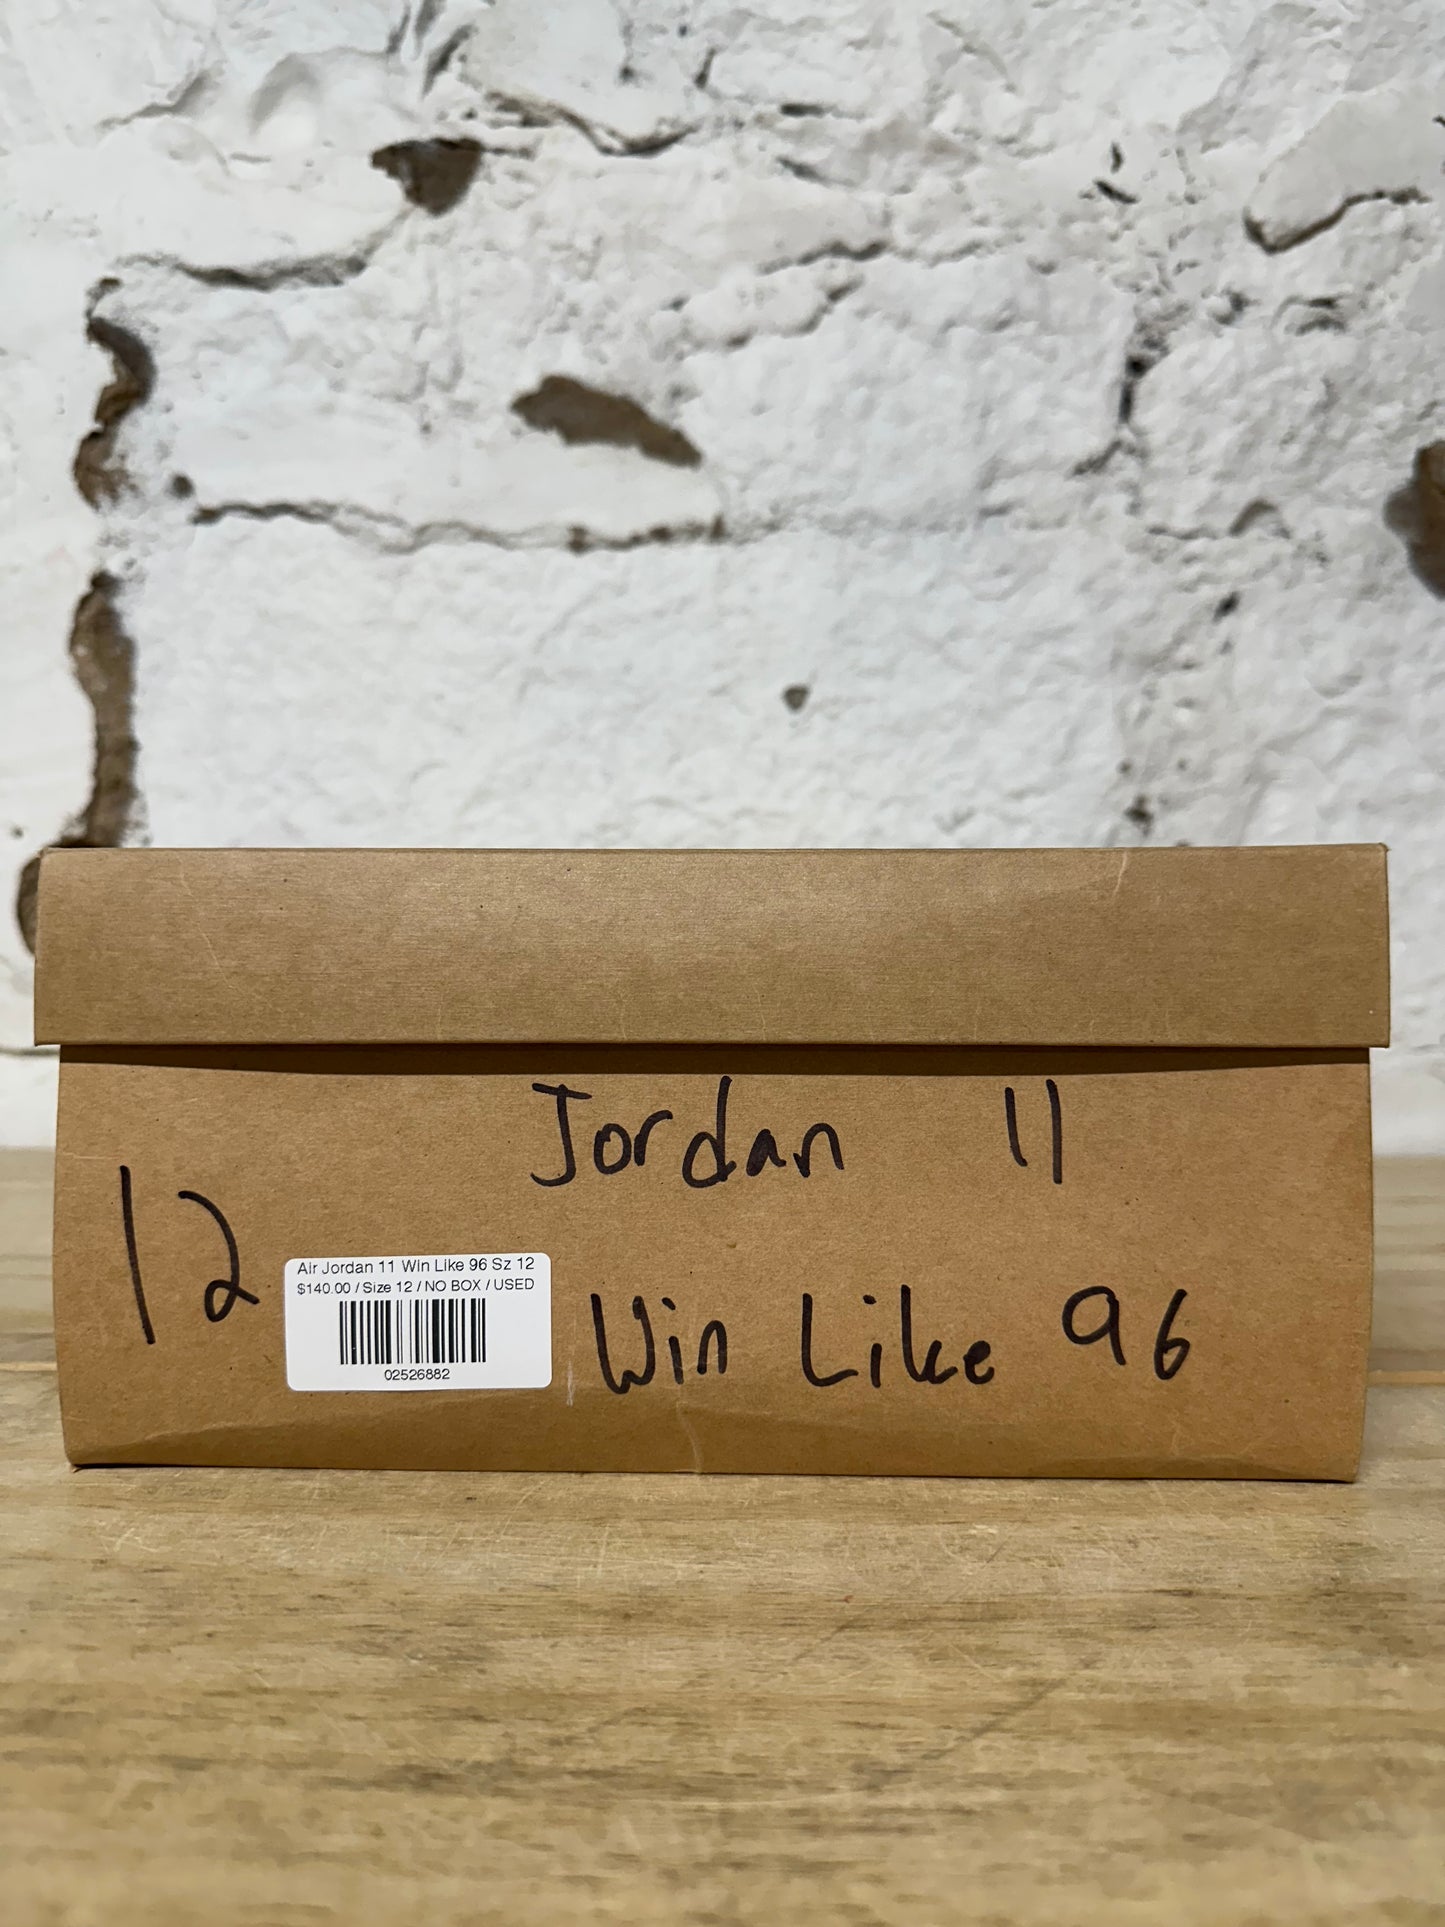 Jordan 11
12
Air Jordan 11 Win Like 96 Sz 12
$140.00 / Size 12 / NO BOX / USED
02526882
Win Like 96